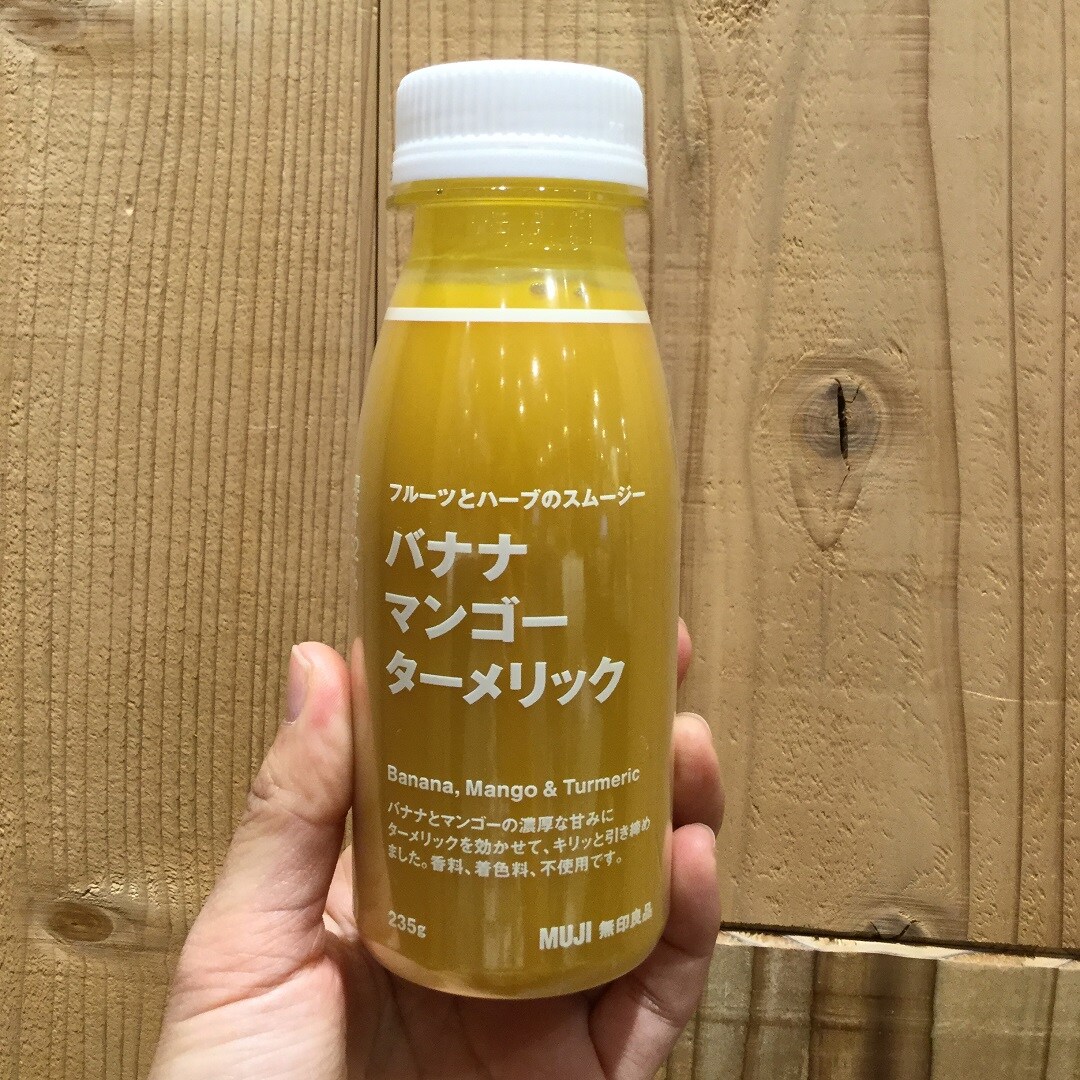 フルーツとハーブのスムージー
バナナ
マンゴー
ターメリック
Banana, Mango & Turmeric
バナナとマンゴーの濃厚な甘みに
ターメリックを効かせて、キリッと引き締め
ました。香料、着色料、不使用です。
235g
MUJI 無印良品